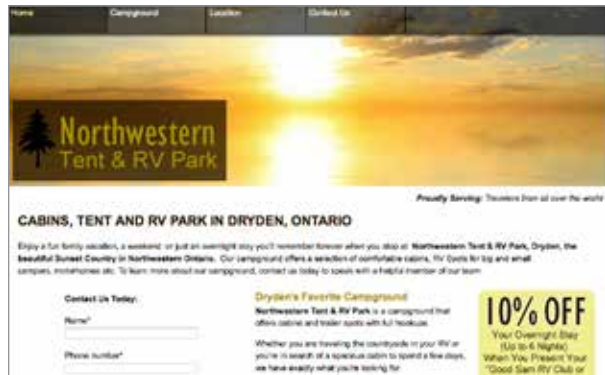 Home Campground Location Contact Us
Northwestern
Tent & RV Park
Proudly Serving: Travelers from all over the world
CABINS, TENT AND RV PARK IN DRYDEN, ONTARIO
Enjoy a fun family vacation, a weekend or just an overnight stay you'll remember forever when you stop at Northwestern Tent & RV Park, Dryden, the
beautiful Sunset Country in Northwestern Ontario. Our campground offers a selection of comfortable cabins, RV Spots for big and small
campers, motorhomes etc. To learn more about our campground, contact us today to speak with a helpful member of our team
Contact Us Today:
Name*
Phone number*
Dryden's Favorite Campground
Northwestern Tent & RV Park is a campground that
offers cabins and trailer spots with full hookups.
Whether you are traveling the countryside in your RV or
you're in search of a spacious cabin to spend a few days,
we have exactly what you're looking for.
10% OFF
Your Overnight Stay
(Up to 6 Nights)
When You Present Your
"Good Sam RV Club or